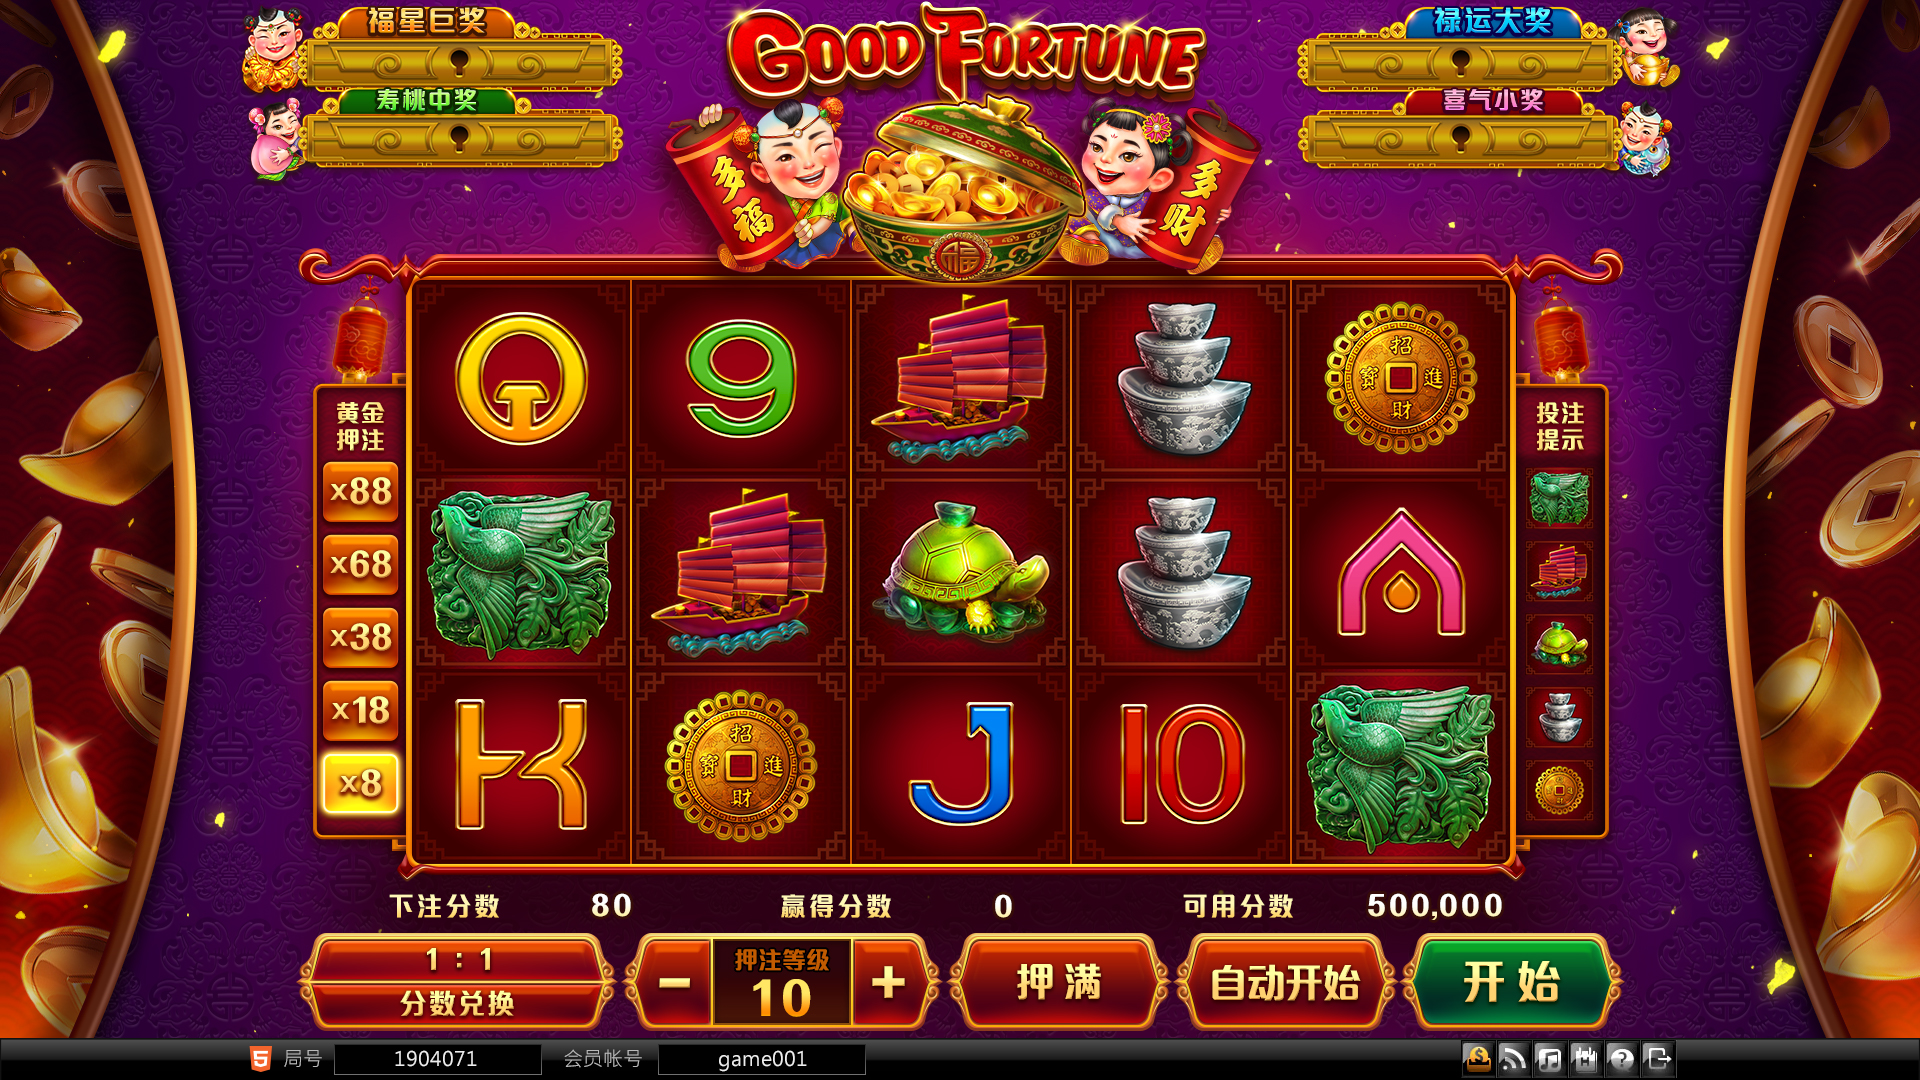 福星巨奖
寿桃中奖
GOOD FORTUNE
禄运大奖
喜气小奖
多福
多财
福
黄金
押注
x88
x68
x38
x18
x8
Q
9
招
寶 進
財
A
K
招
寶 進
財
J
10
投注
提示
下注分数 80
赢得分数 0
可用分数 500,000
1 : 1
分数兑换
−
押注等级
10
+
押满
自动开始
开始
5 局号 1904071
会员帐号 game001